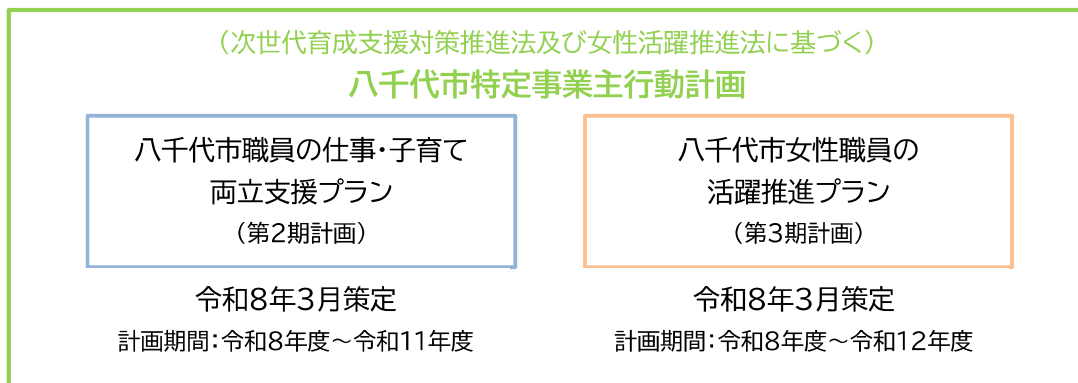 （次世代育成支援対策推進法及び女性活躍推進法に基づく）
八千代市特定事業主行動計画
八千代市職員の仕事・子育て
両立支援プラン
（第2期計画）
令和8年3月策定
計画期間：令和8年度～令和11年度
八千代市女性職員の
活躍推進プラン
（第3期計画）
令和8年3月策定
計画期間：令和8年度～令和12年度